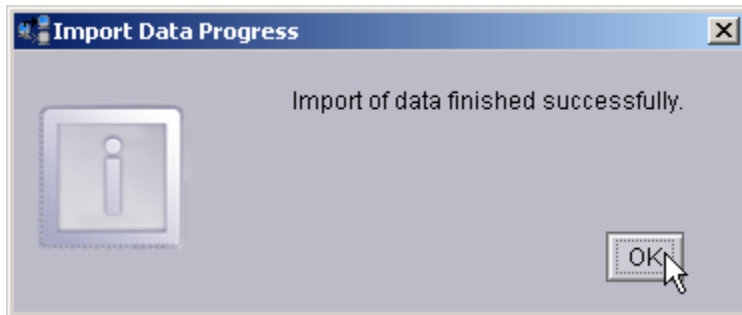 Import Data Progress
Import of data finished successfully.
OK